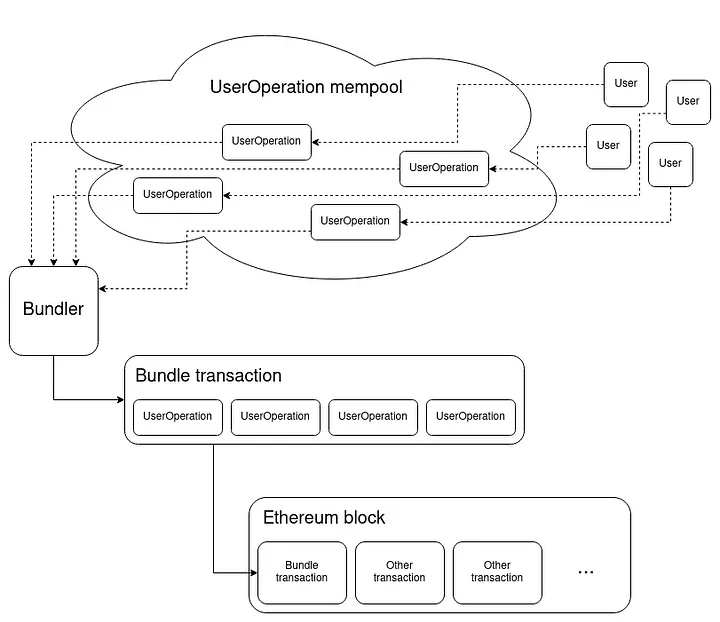 UserOperation mempool
User
User
UserOperation
User
UserOperation
User
UserOperation
UserOperation
Bundler
Bundle transaction
UserOperation
UserOperation
UserOperation
UserOperation
Ethereum block
Bundle
transaction
Other
transaction
Other
transaction
...